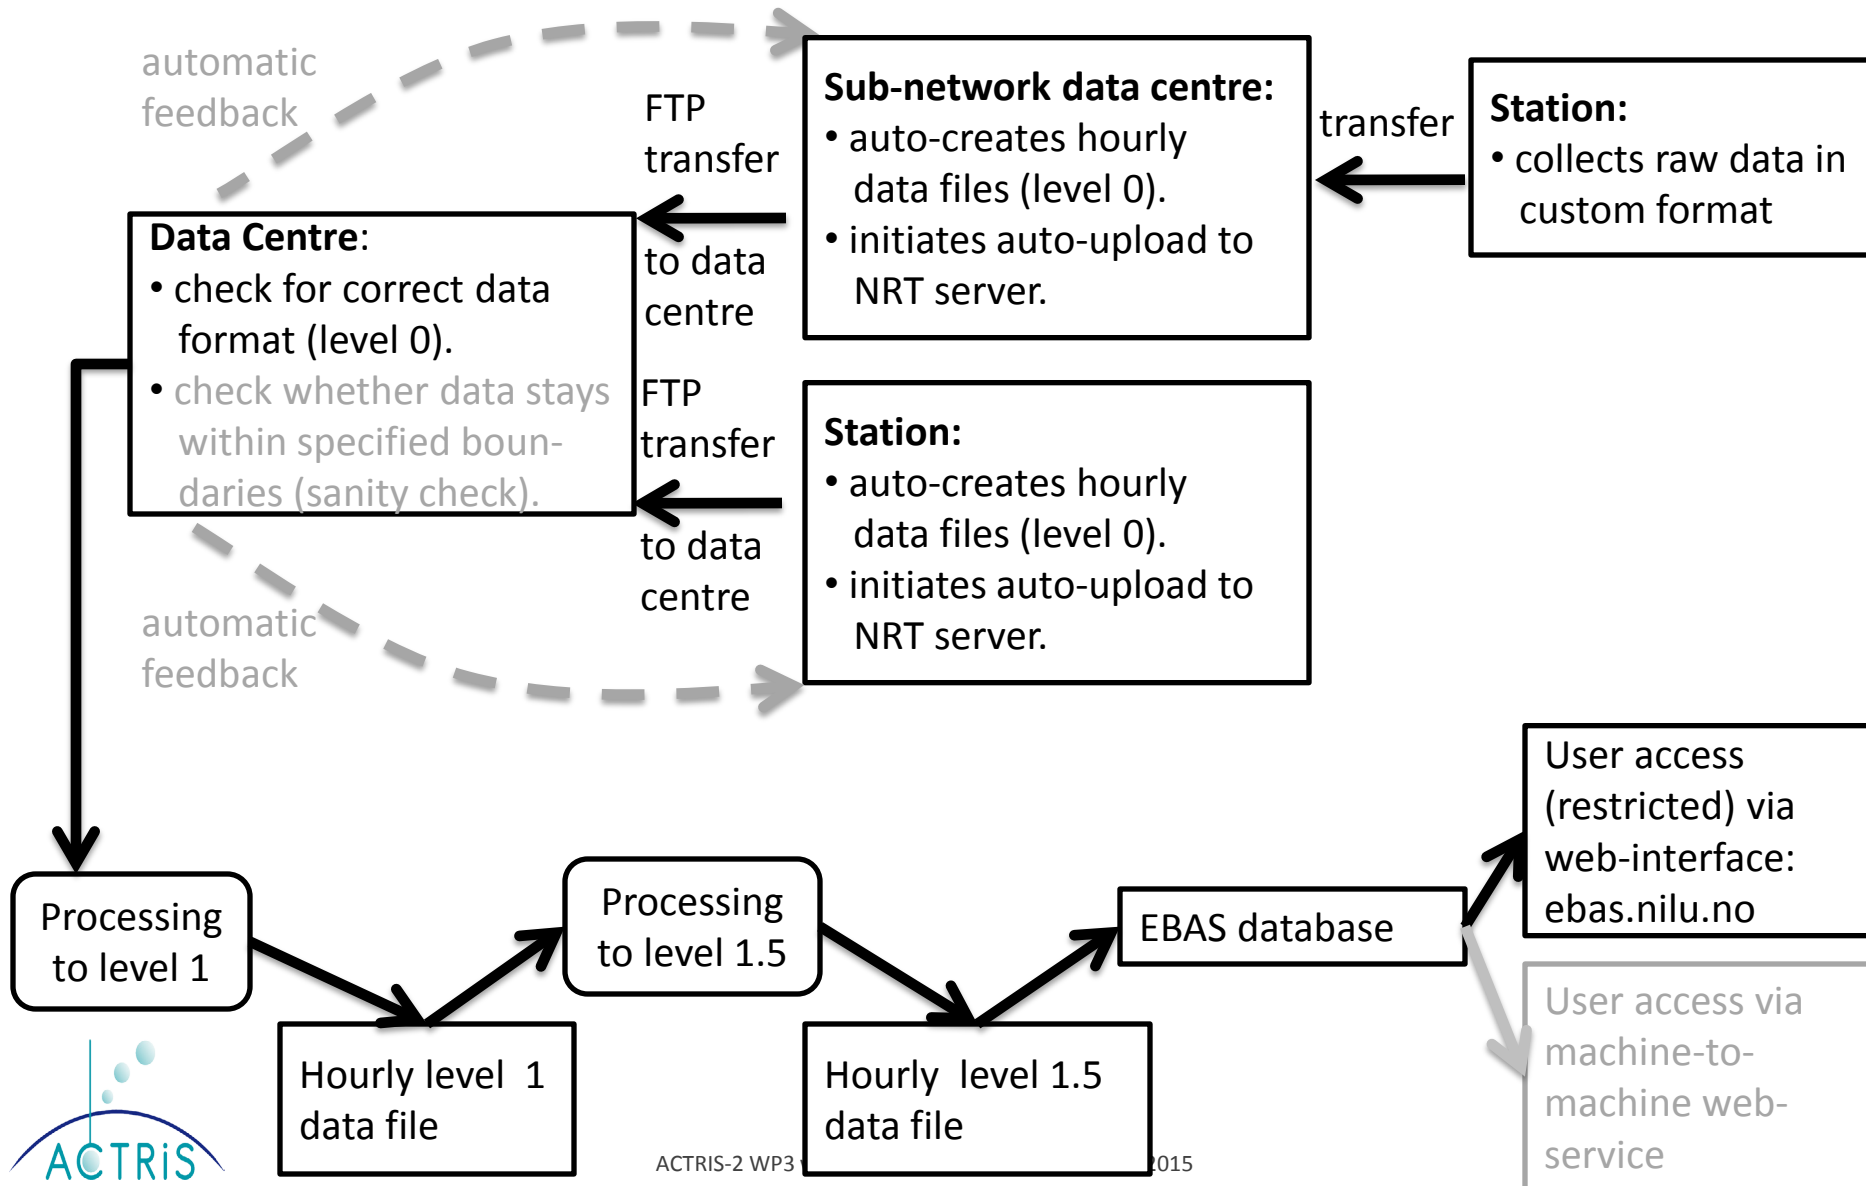 automatic
feedback
FTP
transfer
to data
centre
Sub-network data centre:
• auto-creates hourly
data files (level 0).
• initiates auto-upload to
NRT server.
transfer
Station:
• collects raw data in
custom format
Data Centre:
• check for correct data
format (level 0).
• check whether data stays
within specified boun-
daries (sanity check).
FTP
transfer
to data
centre
Station:
• auto-creates hourly
data files (level 0).
• initiates auto-upload to
NRT server.
automatic
feedback
Processing
to level 1
Hourly level 1
data file
Processing
to level 1.5
Hourly level 1.5
data file
EBAS database
User access
(restricted) via
web-interface:
ebas.nilu.no
User access via
machine-to-
machine web-
service
ACTRiS
ACTRIS-2 WP3 2015